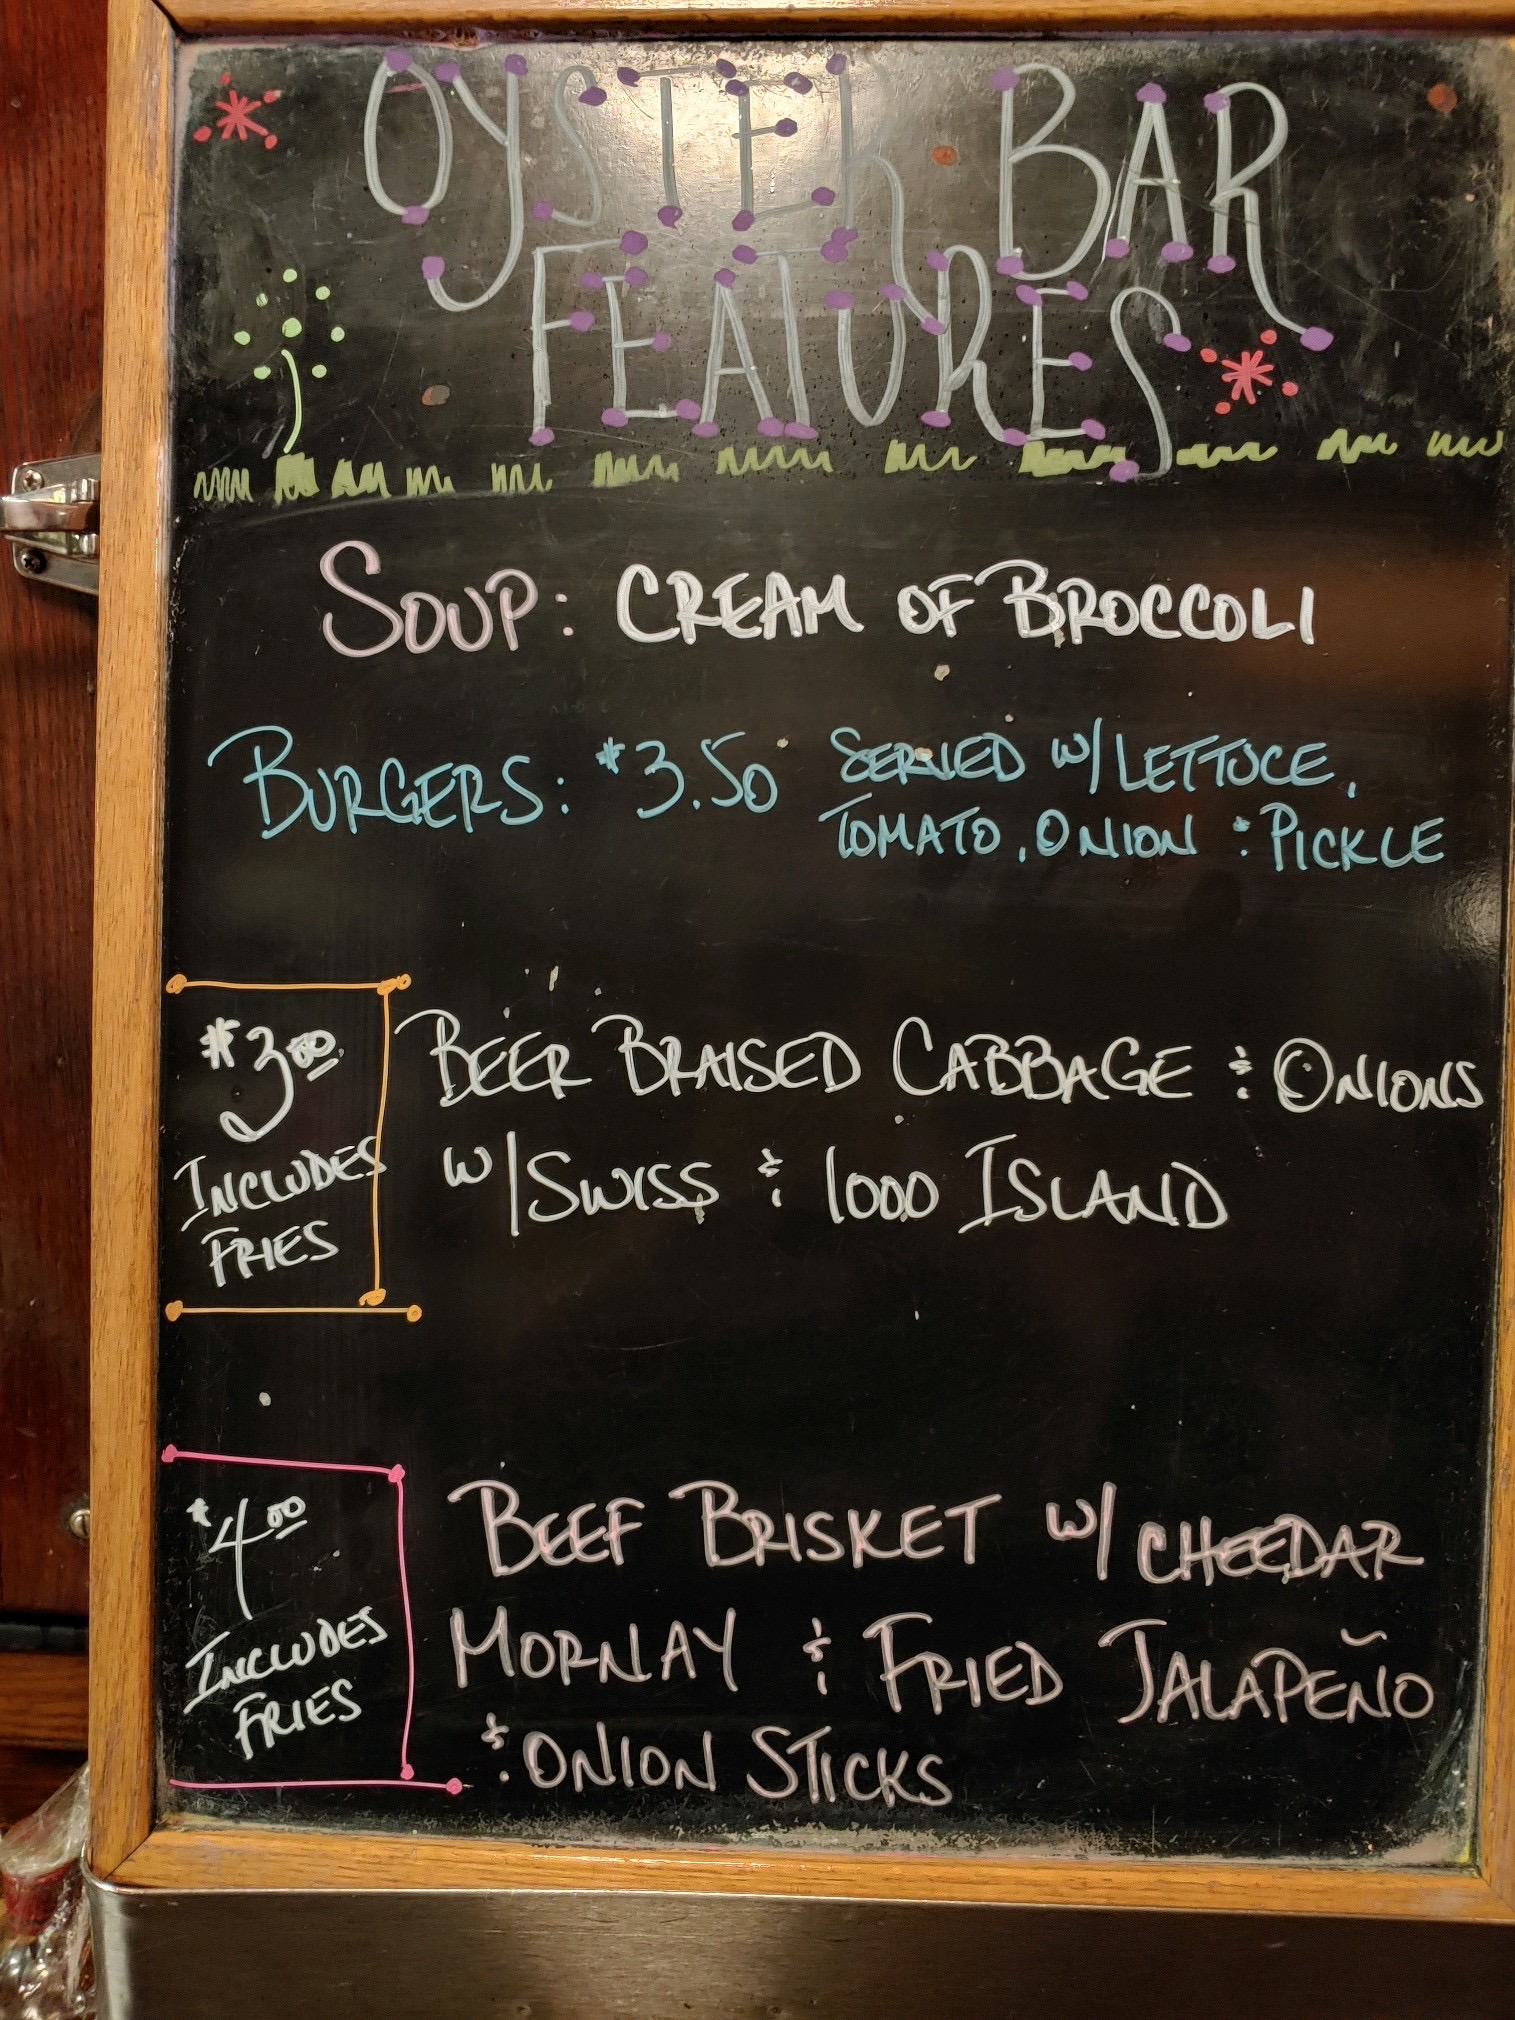 OYSTER BAR
FEATURES
SOUP: CREAM OF BROCCOLI
BURGERS: $3.50 SERVED W/ LETTUCE,
TOMATO, ONION & PICKLE
$3.00
INCLUDES
FRIES
BEER BRAISED CABBAGE & ONIONS
W/ SWISS & 1000 ISLAND
$4.00
INCLUDES
FRIES
BEEF BRISKET W/ CHEEDAR
MORNAY & FRIED JALAPEÑO
& ONION STICKS